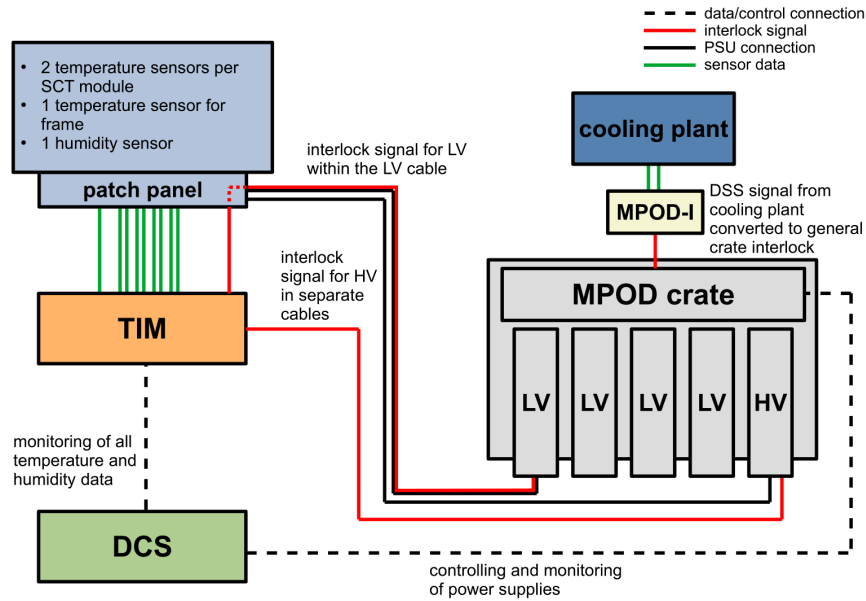 data/control connection
interlock signal
PSU connection
sensor data
• 2 temperature sensors per
SCT module
• 1 temperature sensor for
frame
• 1 humidity sensor
patch panel
interlock signal for LV
within the LV cable
cooling plant
MPOD-I
DSS signal from
cooling plant
converted to general
crate interlock
interlock
signal for HV
in separate
cables
TIM
MPOD crate
LV
LV
LV
LV
HV
monitoring of all
temperature and
humidity data
DCS
controlling and monitoring
of power supplies